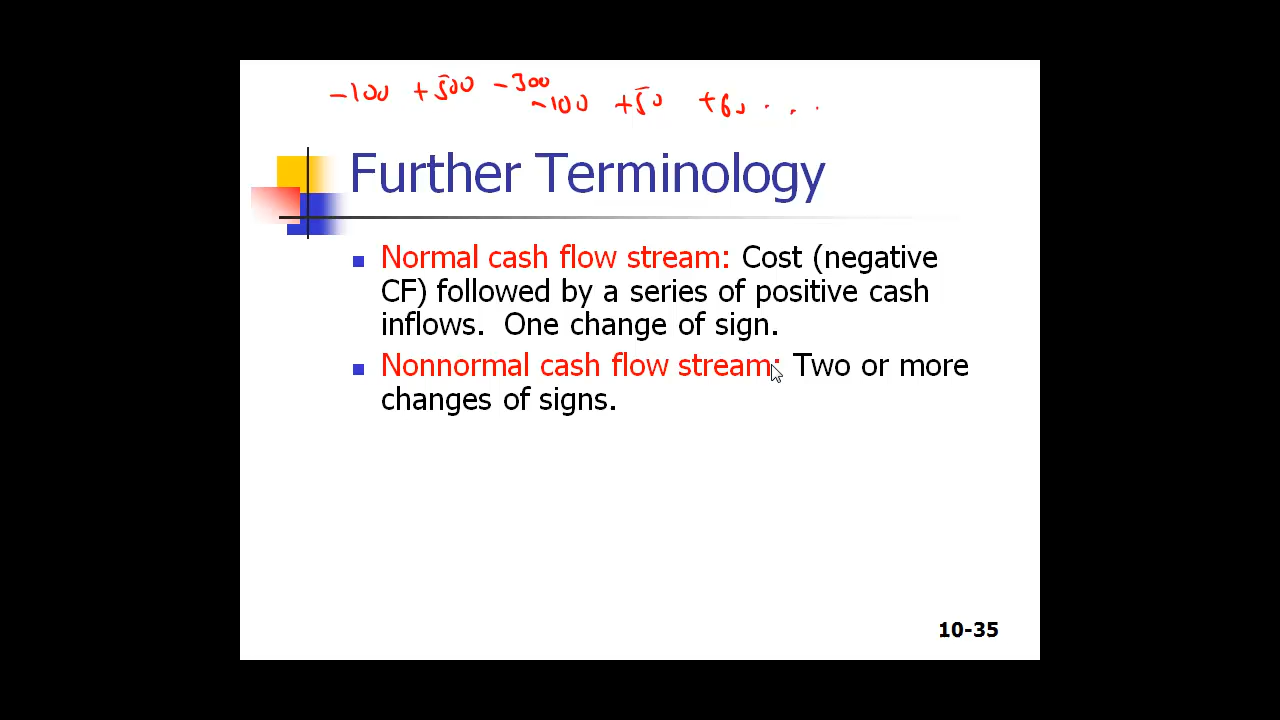 -100 +500 -300
-100 +50 +60 . . .
Further Terminology
Normal cash flow stream: Cost (negative
CF) followed by a series of positive cash
inflows. One change of sign.
Nonnormal cash flow stream: Two or more
changes of signs.
10-35